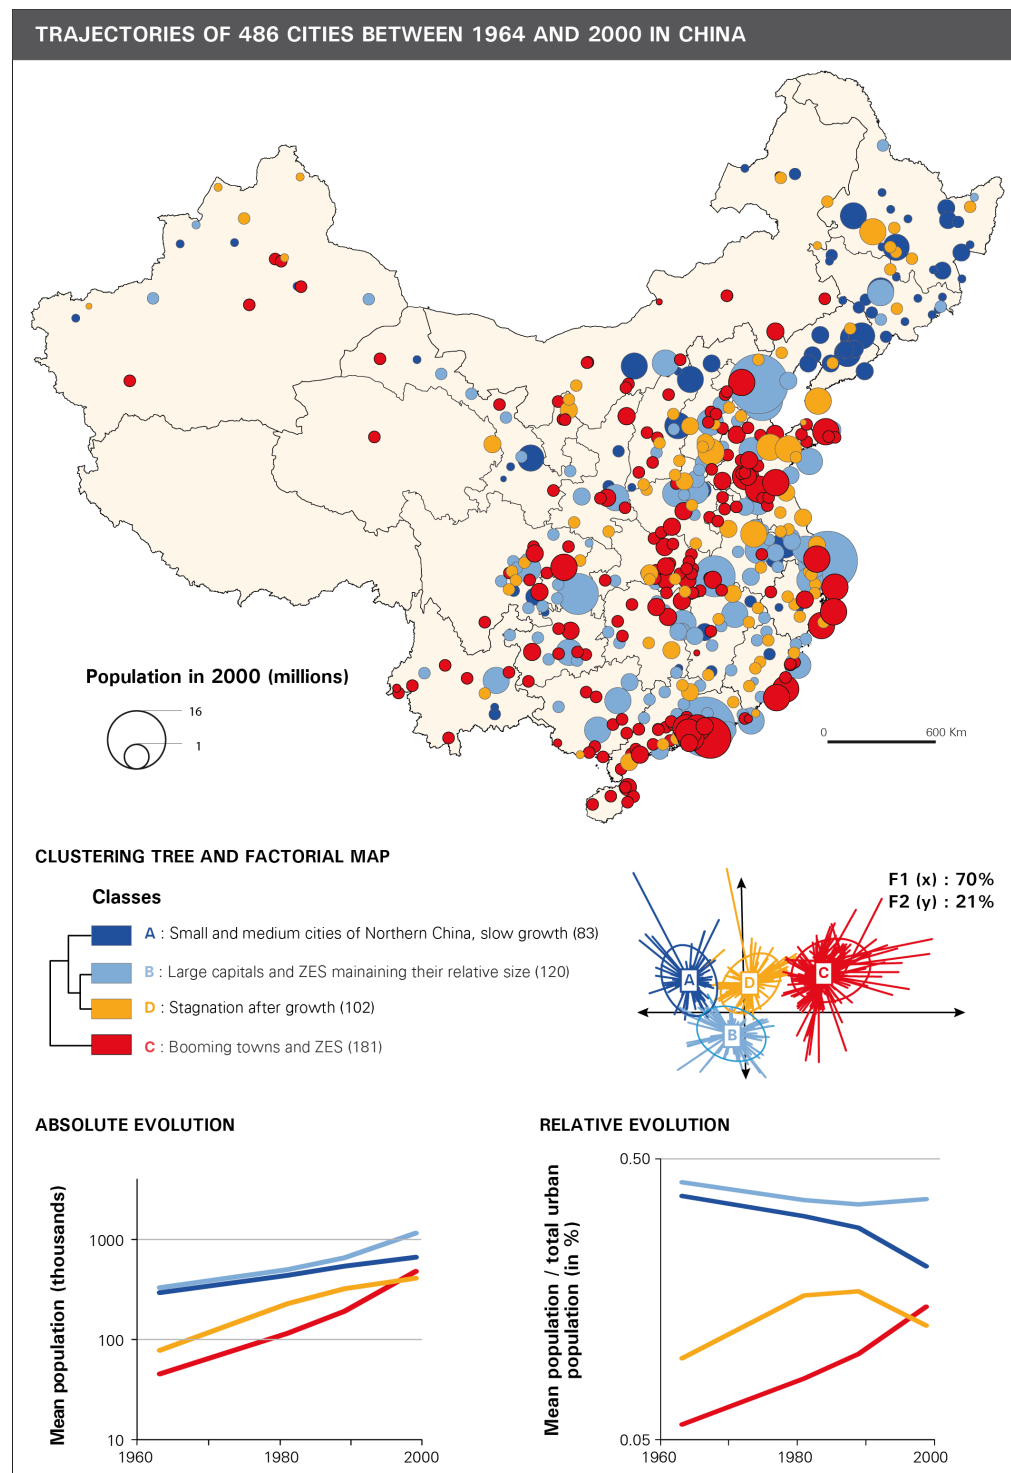 TRAJECTORIES OF 486 CITIES BETWEEN 1964 AND 2000 IN CHINA
Population in 2000 (millions)
16
1
0 600 Km
CLUSTERING TREE AND FACTORIAL MAP
Classes
A : Small and medium cities of Northern China, slow growth (83)
B : Large capitals and ZES mainaining their relative size (120)
D : Stagnation after growth (102)
C : Booming towns and ZES (181)
F1 (x) : 70%
F2 (y) : 21%
A
D
C
B
ABSOLUTE EVOLUTION
Mean population (thousands)
1000
100
10
1960 1980 2000
RELATIVE EVOLUTION
Mean population / total urban
population (in %)
0.50
0.05
1960 1980 2000